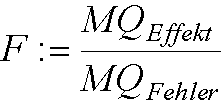 F := MQ_Effekt / MQ_Fehler